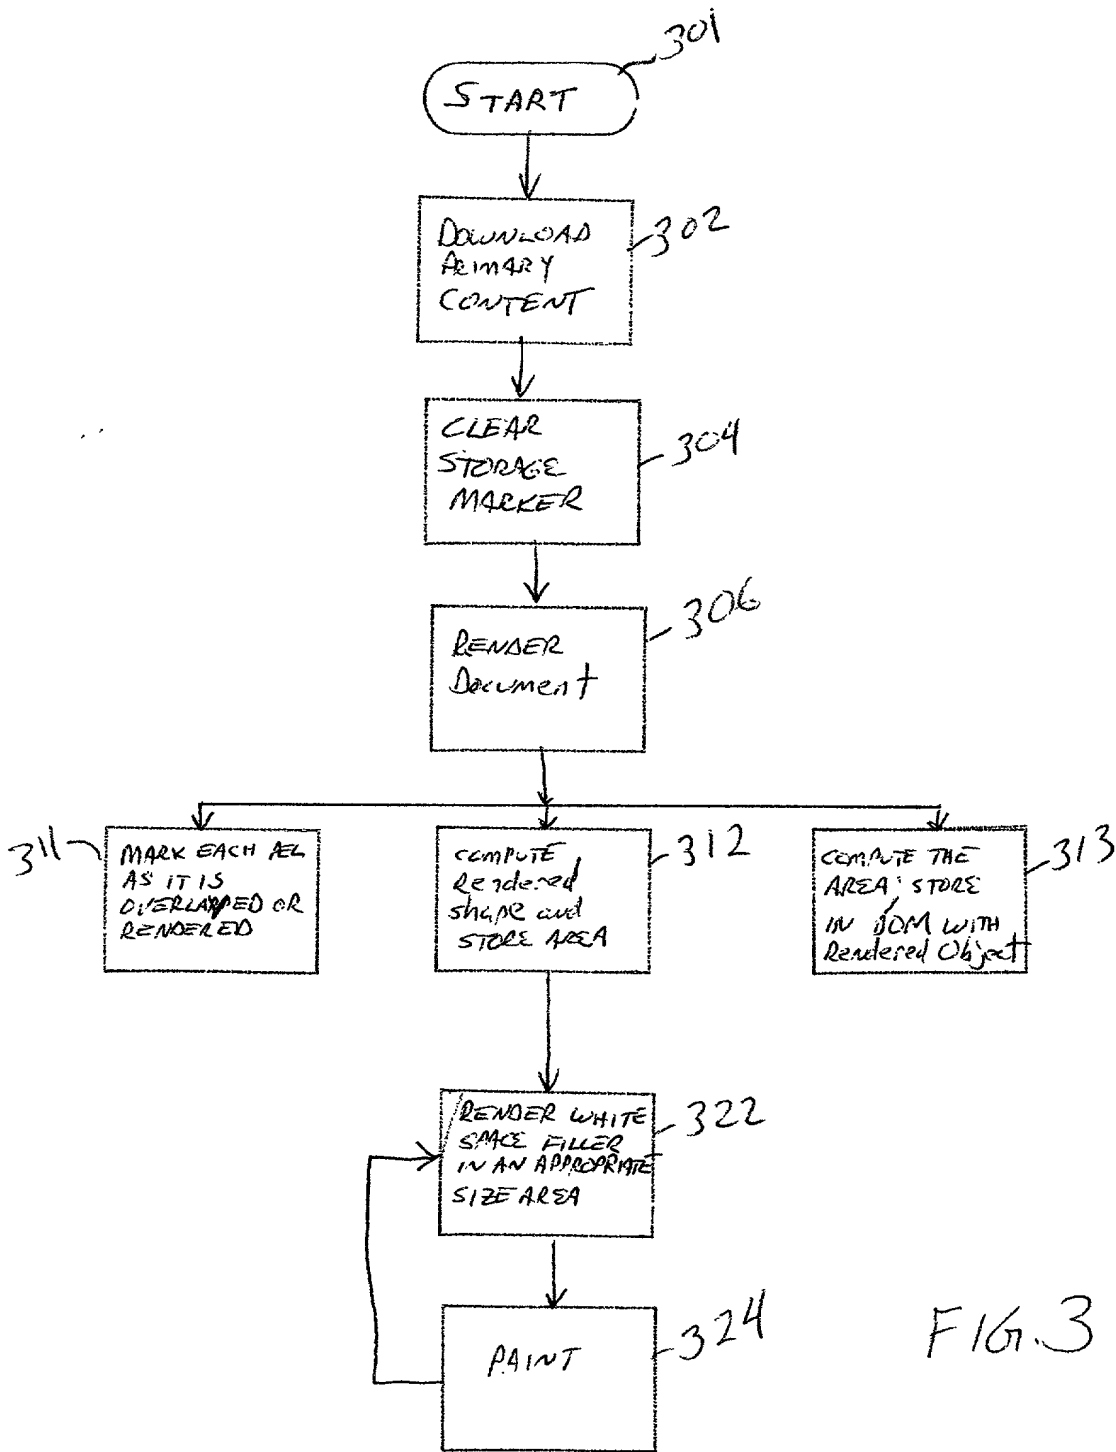 301
START
DOWNLOAD
PRIMARY
CONTENT
302
CLEAR
STORAGE
MARKER
304
RENDER
Document
306
311
MARK EACH PEL
AS IT IS
OVERLAPPED OR
RENDERED
COMPUTE
Rendered
shape and
STORE AREA
312
COMPUTE THE
AREA; STORE
IN DOM WITH
Rendered Object
313
RENDER WHITE
SPACE FILLER
IN AN APPROPRIATE
SIZE AREA
322
PAINT
324
FIG. 3